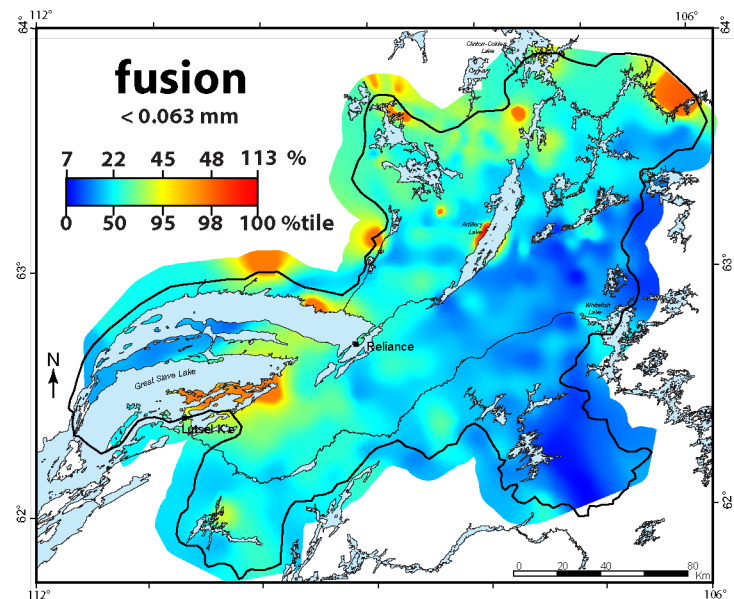 112°
106°
64°
64°
Clinton-Colden
Lake
fusion
< 0.063 mm
7 22 45 48 113 %
0 50 95 98 100 %tile
Artillery
Lake
63°
63°
Whitefish
Lake
Reliance
N
Great Slave Lake
Lutsel K'e
62°
62°
0 20 40 80
Km
112°
106°